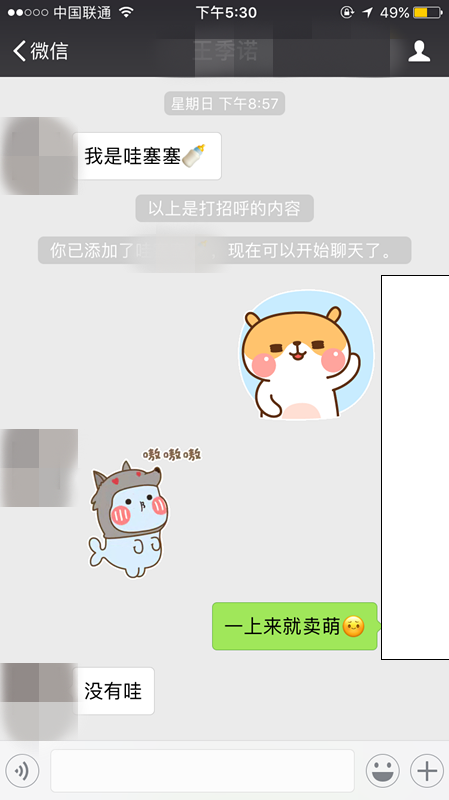 中国联通
下午5:30
49%
微信
王季诺
星期日 下午8:57
我是哇塞塞
以上是打招呼的内容
你已添加了
，现在可以开始聊天了。
嗷嗷嗷
一上来就卖萌
没有哇